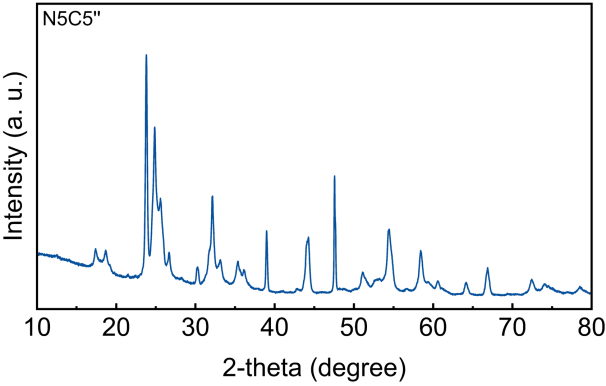 N5C5"
Intensity (a. u.)
10 20 30 40 50 60 70 80
2-theta (degree)